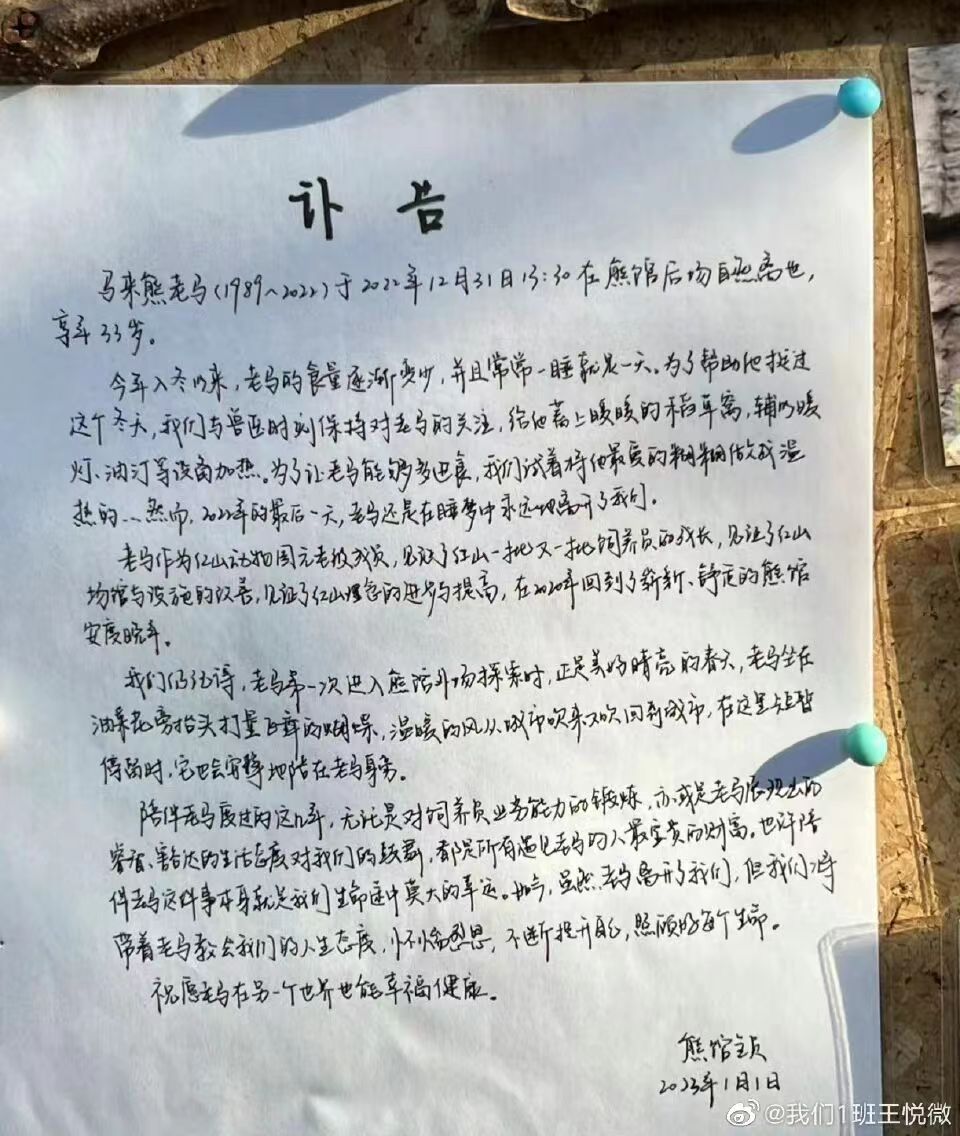 讣告
马来熊老马(1989~2022)于2022年12月31日13:30在熊馆后场自然离世,
享年33岁。
今年入冬以来,老马的食量逐渐变少,并且常常一睡就是一天。为了帮助他挨过
这个冬天,我们与兽医时刻保持对老马的关注,给他蓄上暖暖的稻草窝,辅以暖
灯、油汀等设备加热。为了让老马能够多进食,我们试着将他最爱的糊糊做成温
热的...然而,2022年的最后一天,老马还是在睡梦中永远地离开了我们。
老马作为红山动物园元老级成员,见证了红山一批又一批饲养员的成长,见证了红山
场馆与设施的改善,见证了红山理念的进步与提高,在2020年回到了崭新、舒适的熊馆
安度晚年。
我们仍记得,老马第一次进入熊馆外场探索时,正是美好晴亮的春天,老马坐在
油菜花旁抬头打量飞舞的蝴蝶,温暖的风从城市吹来又吹回到城市,在这里短暂
停留时,它也会安静地陪在老马身旁。
陪伴老马度过的这几年,无论是对饲养员业务能力的锻炼,亦或是老马展现出的
睿智、豁达的生活态度对我们的鼓舞,都是所有遇见老马的人最宝贵的财富。也许陪
伴老马这件事本身就是我们生命途中莫大的幸运。如今,虽然老马离开了我们,但我们将
带着老马教会我们的人生态度,怀念思,不断提升自己,照顾好每个生命。
祝愿老马在另一个世界也能幸福健康。
熊馆全员
2023年1月1日
@我们1班王悦微